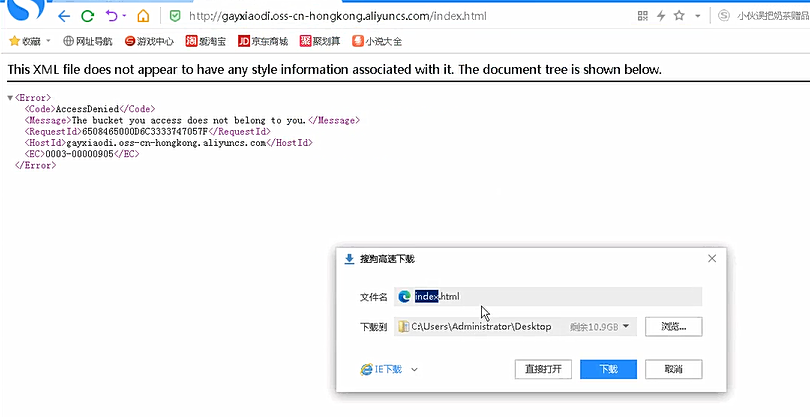 http://gayxiaodi.oss-cn-hongkong.aliyuncs.com/index.html
小伙误把奶茶赠品
收藏 网址导航 游戏中心 瓶淘宝 京东商城 聚划算 小说大全
This XML file does not appear to have any style information associated with it. The document tree is shown below.
<Error>
<Code>AccessDenied</Code>
<Message>The bucket you access does not belong to you.</Message>
<RequestId>6508465000D6C3333747057F</RequestId>
<HostId>gayxiaodi.oss-cn-hongkong.aliyuncs.com</HostId>
<EC>0003-00000905</EC>
</Error>
搜狗高速下载
文件名 index.html
下载到 C:\Users\Administrator\Desktop 剩余10.9GB 浏览...
IE下载 直接打开 下载 取消